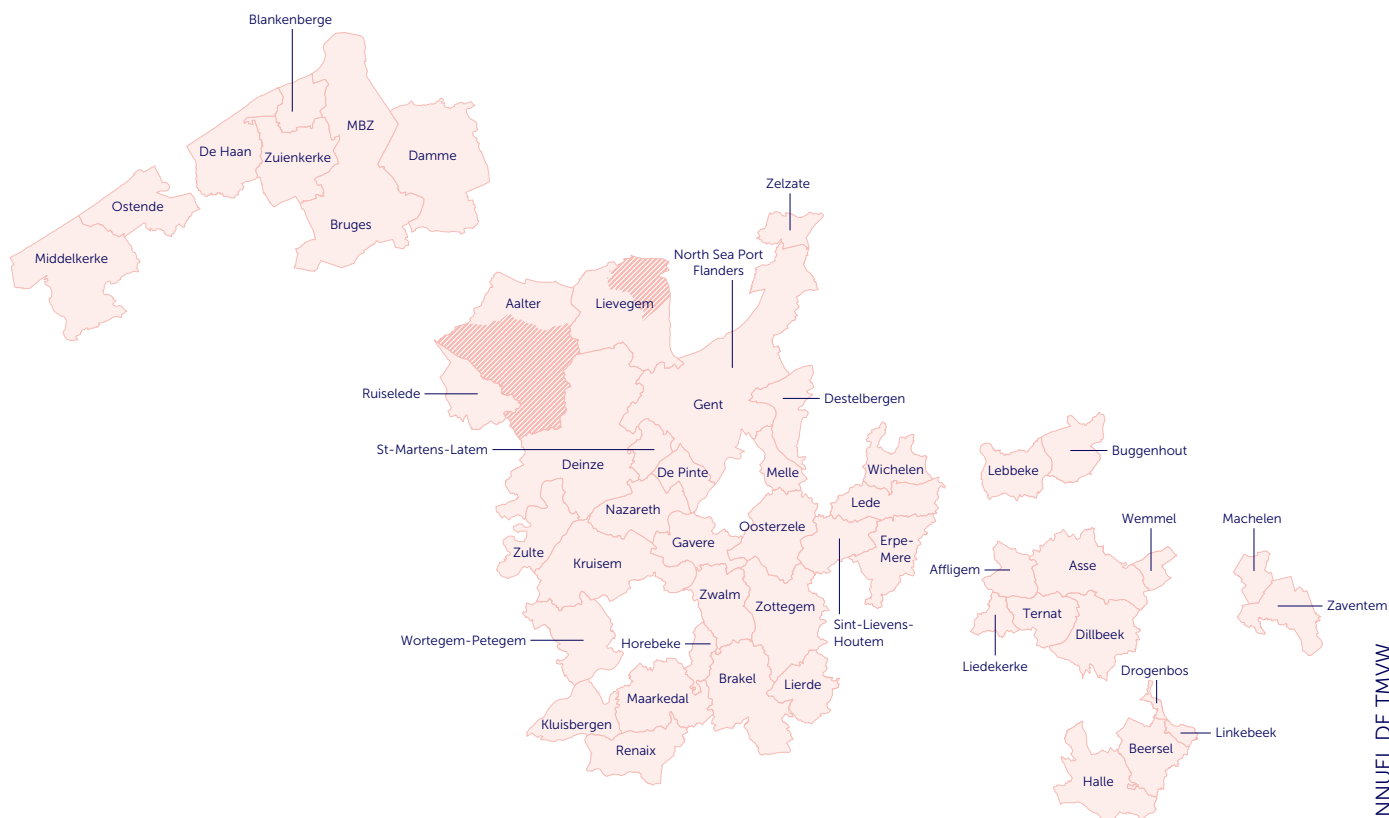 Blankenberge
MBZ
De Haan
Zuienkerke
Damme
Ostende
Bruges
Middelkerke
Zelzate
North Sea Port
Flanders
Aalter
Lievegem
Ruiselede
Gent
Destelbergen
St-Martens-Latem
Deinze
De Pinte
Melle
Wichelen
Lebbeke
Buggenhout
Nazareth
Lede
Oosterzele
Wemmel
Machelen
Zulte
Kruisem
Gavere
Erpe-
Mere
Affligem
Asse
Zwalm
Zottegem
Ternat
Zaventem
Wortegem-Petegem
Horebeke
Sint-Lievens-
Houtem
Dillbeek
Liedekerke
Drogenbos
Brakel
Lierde
Maarkedal
Kluisbergen
Renaix
Linkebeek
Beersel
Halle
NNUEL DE TMVW